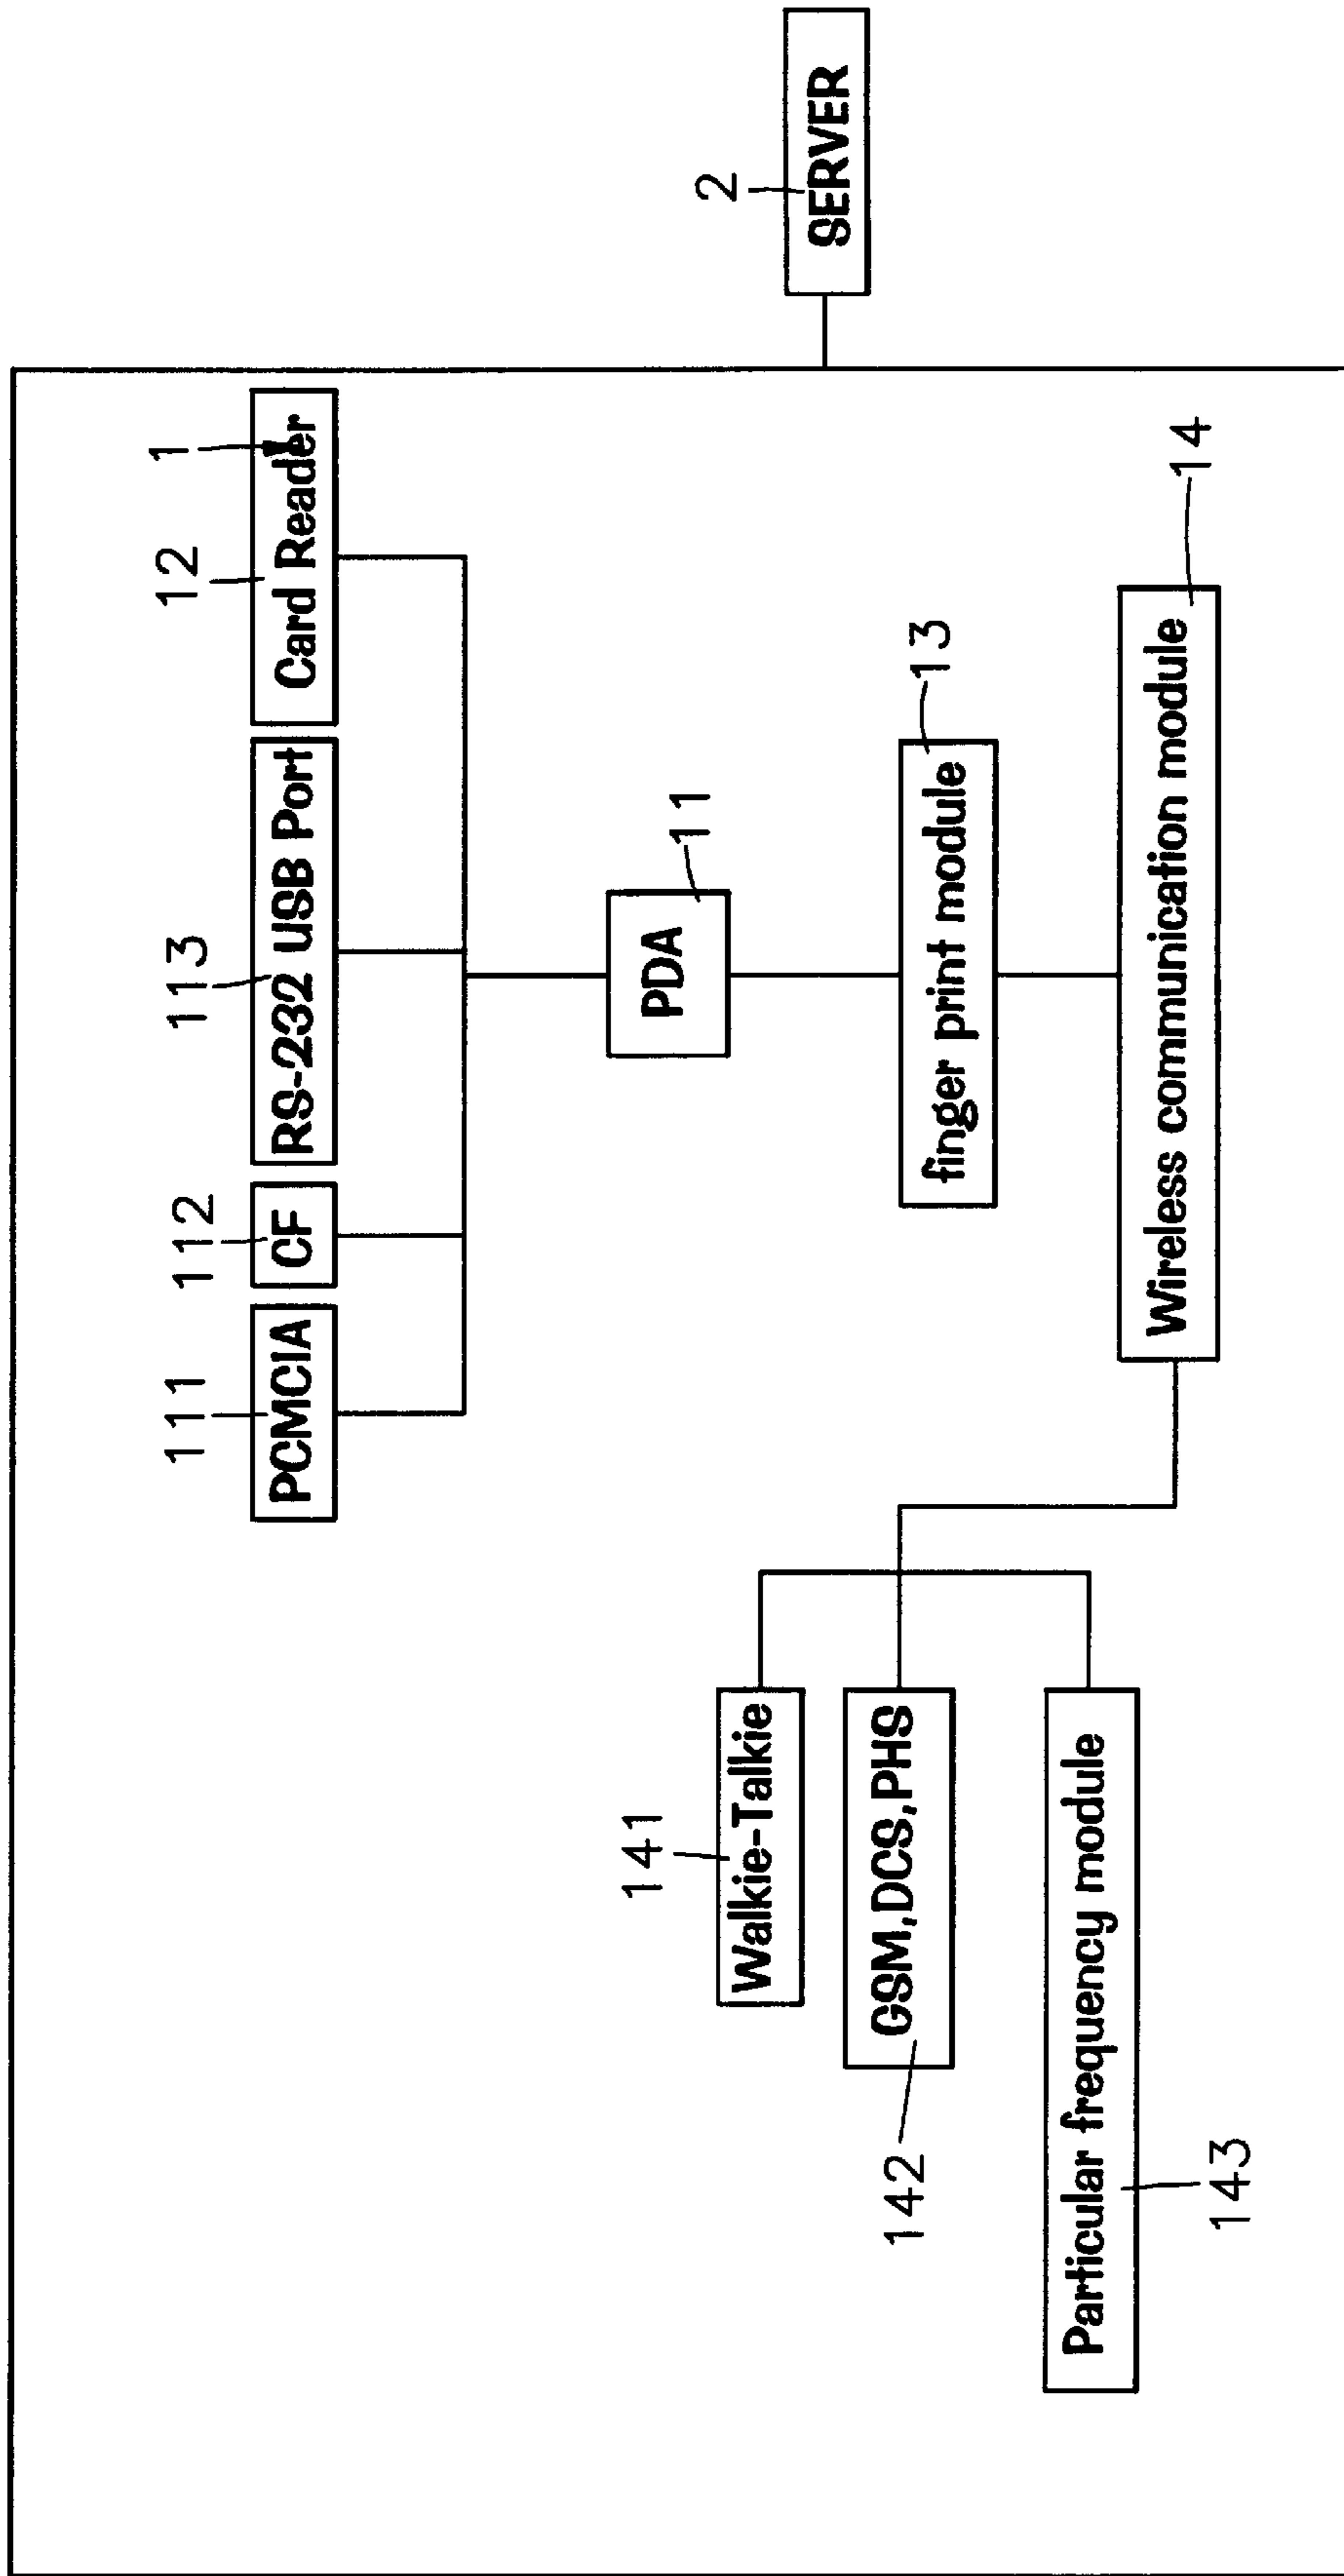 111
112
113
12
1
PCMCIA
CF
RS-232 USB Port
Card Reader
2
SERVER
11
PDA
141
Walkie-Talkie
142
GSM,DCS,PHS
13
finger print module
143
Particular frequency module
14
Wireless communication module